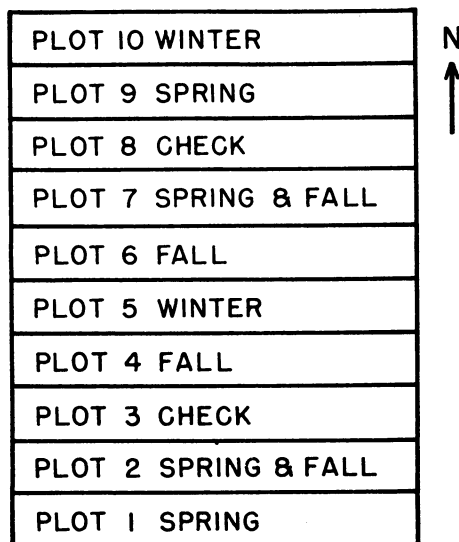 PLOT 10 WINTER
N
PLOT 9 SPRING
PLOT 8 CHECK
PLOT 7 SPRING & FALL
PLOT 6 FALL
PLOT 5 WINTER
PLOT 4 FALL
PLOT 3 CHECK
PLOT 2 SPRING & FALL
PLOT 1 SPRING